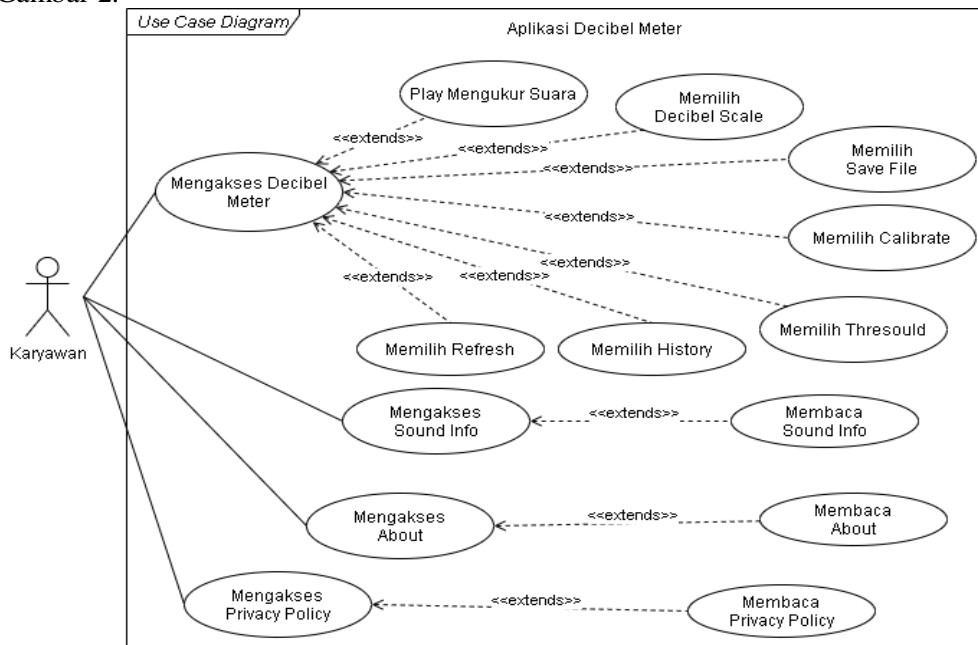 Gambar 2.
Use Case Diagram
Aplikasi Decibel Meter
Play Mengukur Suara
Memilih
Decibel Scale
<<extends>>
<<extends>>
Memilih
Save File
<<extends>>
Mengakses Decibel
Meter
<<extends>>
Memilih Calibrate
<<extends>>
<<extends>>
<<extends>>
Memilih Thresould
Karyawan
Memilih Refresh
Memilih History
Mengakses
Sound Info
<<extends>>
Membaca
Sound Info
Mengakses
About
<<extends>>
Membaca
About
Mengakses
Privacy Policy
<<extends>>
Membaca
Privacy Policy